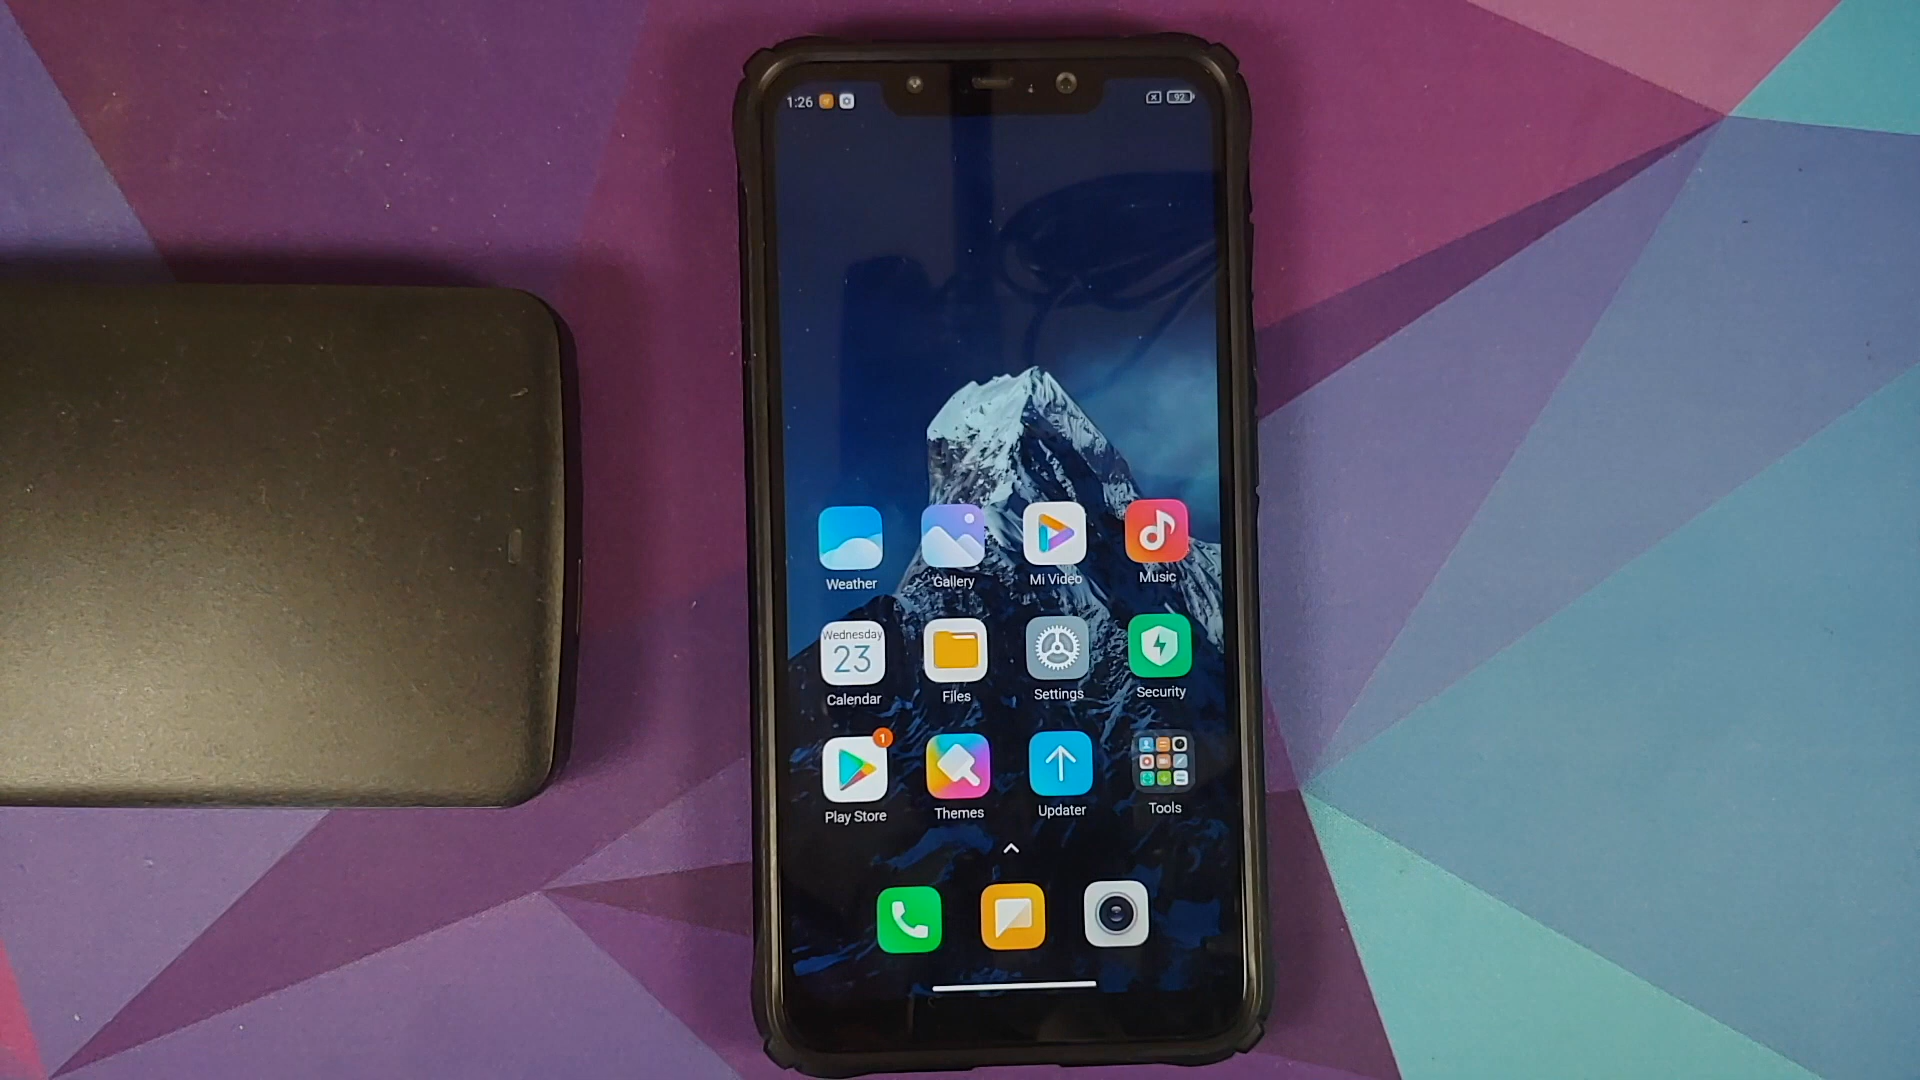 1:26
92
Weather
Gallery
Mi Video
Music
Wednesday
23
Calendar
Files
Settings
Security
1
Play Store
Themes
Updater
Tools